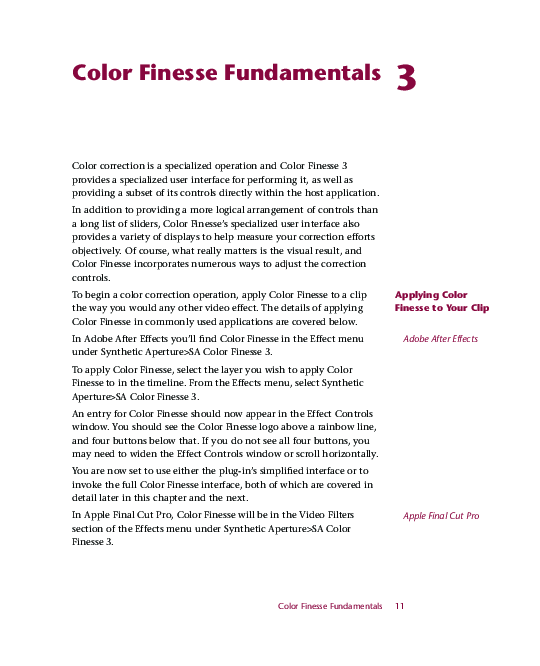 Color Finesse Fundamentals 3
Color correction is a specialized operation and Color Finesse 3
provides a specialized user interface for performing it, as well as
providing a subset of its controls directly within the host application.
In addition to providing a more logical arrangement of controls than
a long list of sliders, Color Finesse's specialized user interface also
provides a variety of displays to help measure your correction efforts
objectively. Of course, what really matters is the visual result, and
Color Finesse incorporates numerous ways to adjust the correction
controls.
Applying Color
Finesse to Your Clip
To begin a color correction operation, apply Color Finesse to a clip
the way you would any other video effect. The details of applying
Color Finesse in commonly used applications are covered below.
Adobe After Effects
In Adobe After Effects you'll find Color Finesse in the Effect menu
under Synthetic Aperture>SA Color Finesse 3.
To apply Color Finesse, select the layer you wish to apply Color
Finesse to in the timeline. From the Effects menu, select Synthetic
Aperture>SA Color Finesse 3.
An entry for Color Finesse should now appear in the Effect Controls
window. You should see the Color Finesse logo above a rainbow line,
and four buttons below that. If you do not see all four buttons, you
may need to widen the Effect Controls window or scroll horizontally.
You are now set to use either the plug-in's simplified interface or to
invoke the full Color Finesse interface, both of which are covered in
detail later in this chapter and the next.
Apple Final Cut Pro
In Apple Final Cut Pro, Color Finesse will be in the Video Filters
section of the Effects menu under Synthetic Aperture>SA Color
Finesse 3.
Color Finesse Fundamentals 11